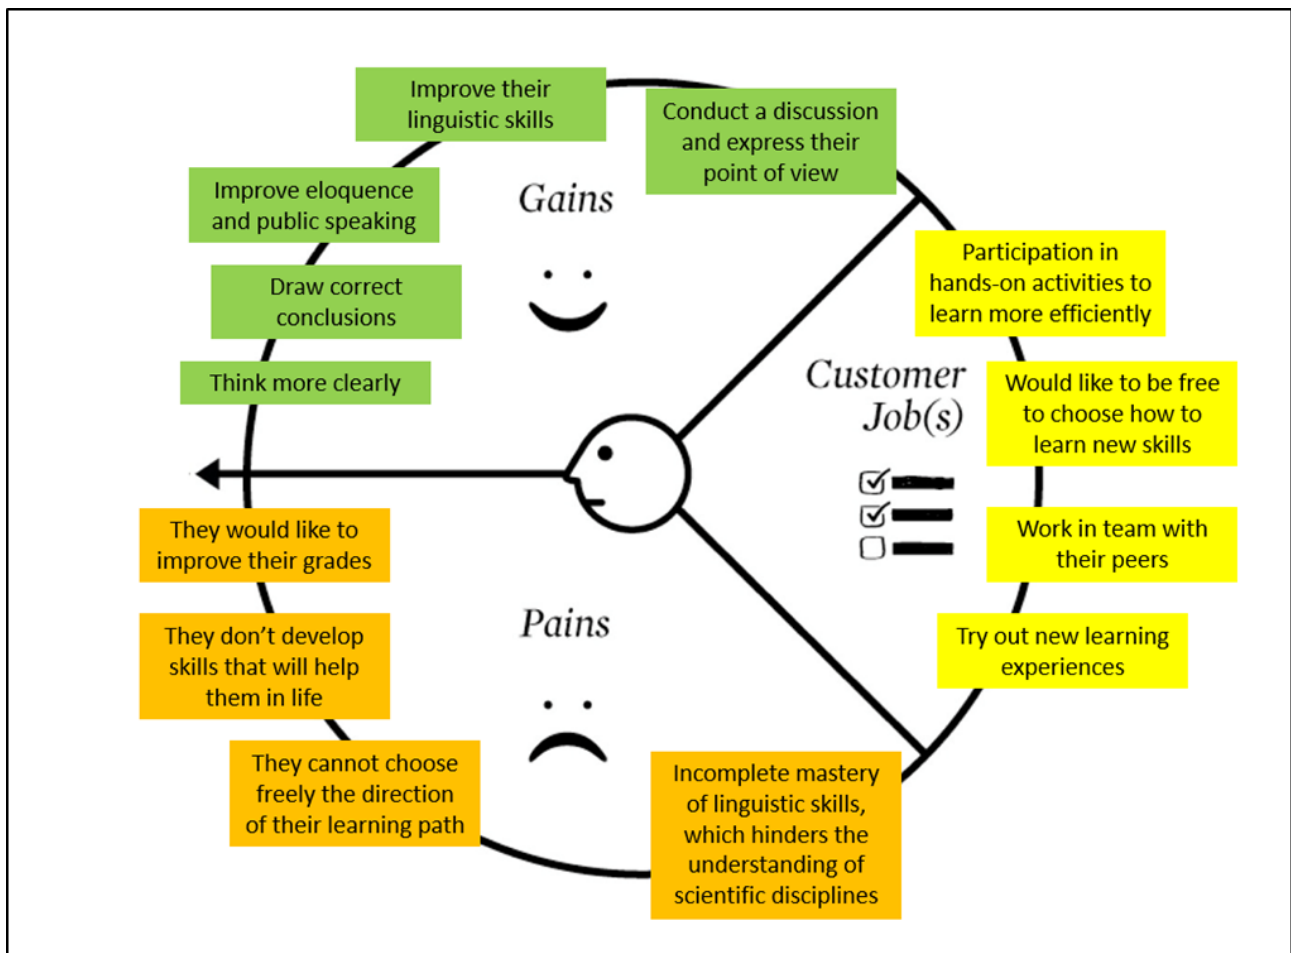 Improve their
linguistic skills
Conduct a discussion
and express their
point of view
Improve eloquence
and public speaking
Gains
Draw correct
conclusions
Think more clearly
Participation in
hands-on activities to
learn more efficiently
Customer
Job(s)
Would like to be free
to choose how to
learn new skills
Work in team with
their peers
Try out new learning
experiences
They would like to
improve their grades
Pains
They don't develop
skills that will help
them in life
They cannot choose
freely the direction
of their learning path
Incomplete mastery
of linguistic skills,
which hinders the
understanding of
scientific disciplines